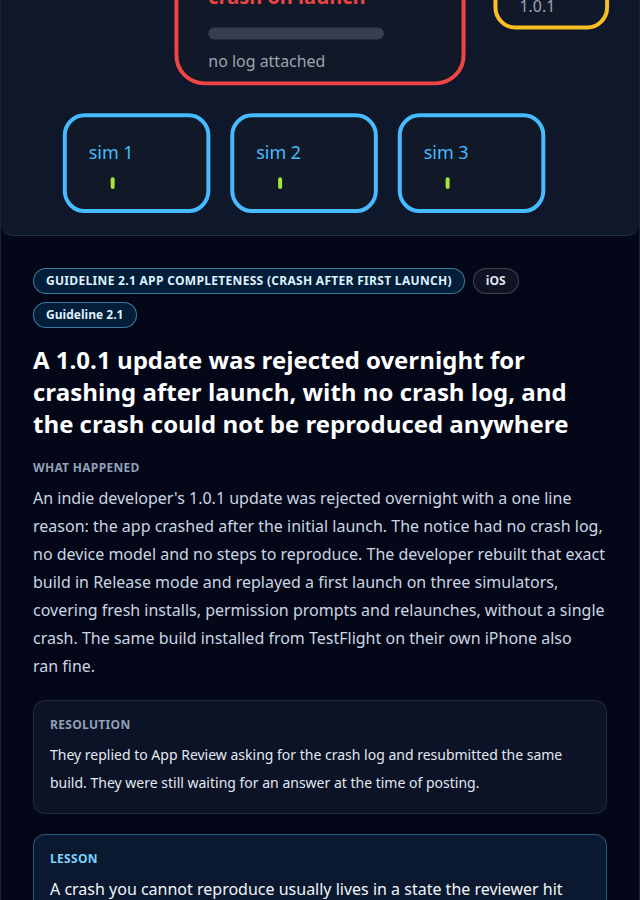 crash on launch
1.0.1
no log attached
sim 1
sim 2
sim 3
GUIDELINE 2.1 APP COMPLETENESS (CRASH AFTER FIRST LAUNCH)
iOS
Guideline 2.1
A 1.0.1 update was rejected overnight for
crashing after launch, with no crash log, and
the crash could not be reproduced anywhere
WHAT HAPPENED
An indie developer's 1.0.1 update was rejected overnight with a one line
reason: the app crashed after the initial launch. The notice had no crash log,
no device model and no steps to reproduce. The developer rebuilt that exact
build in Release mode and replayed a first launch on three simulators,
covering fresh installs, permission prompts and relaunches, without a single
crash. The same build installed from TestFlight on their own iPhone also
ran fine.
RESOLUTION
They replied to App Review asking for the crash log and resubmitted the same
build. They were still waiting for an answer at the time of posting.
LESSON
A crash you cannot reproduce usually lives in a state the reviewer hit